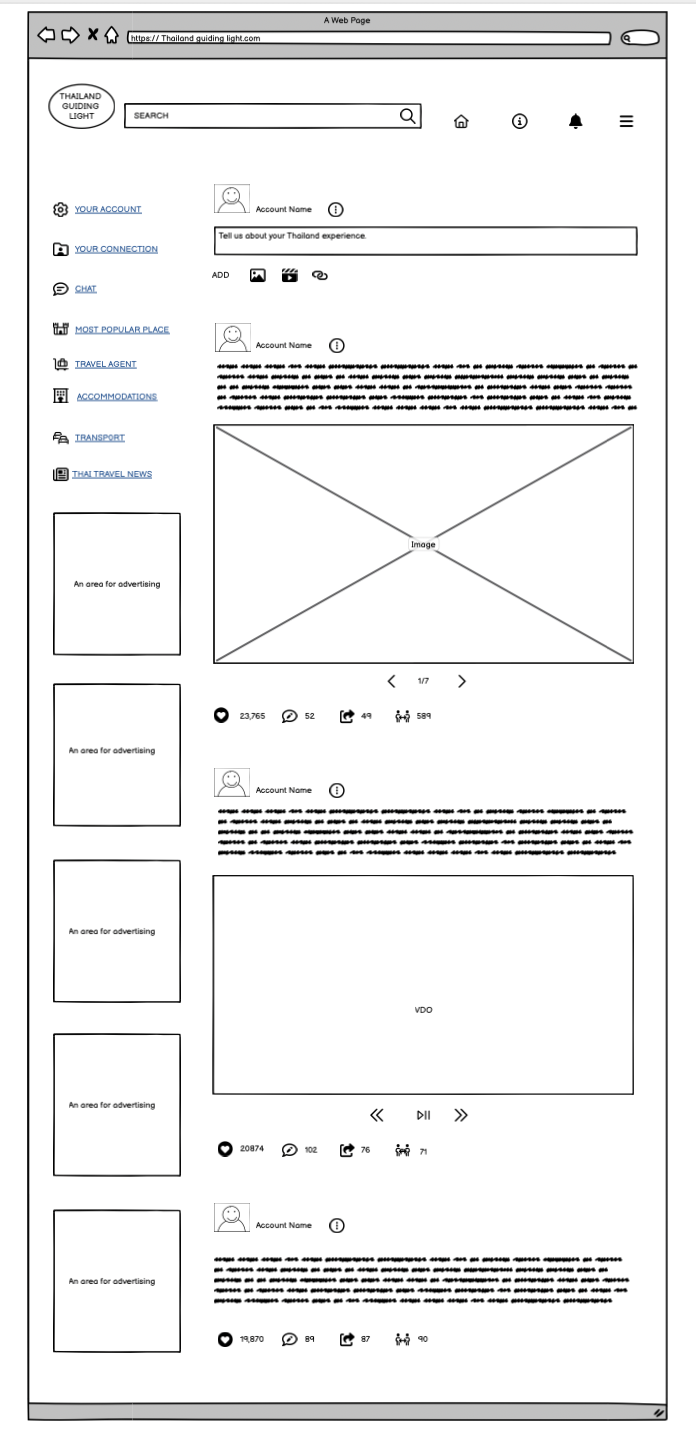 A Web Page
https:// Thailand guiding light.com
THAILAND
GUIDING
LIGHT
SEARCH
YOUR ACCOUNT
YOUR CONNECTION
CHAT
MOST POPULAR PLACE
TRAVEL AGENT
ACCOMMODATIONS
TRANSPORT
THAI TRAVEL NEWS
An area for advertising
An area for advertising
An area for advertising
An area for advertising
An area for advertising
Account Name
Tell us about your Thailand experience.
ADD
Account Name
Image
1/7
23,765 52 49 589
Account Name
VDO
20874 102 76 71
Account Name
19,870 89 87 90